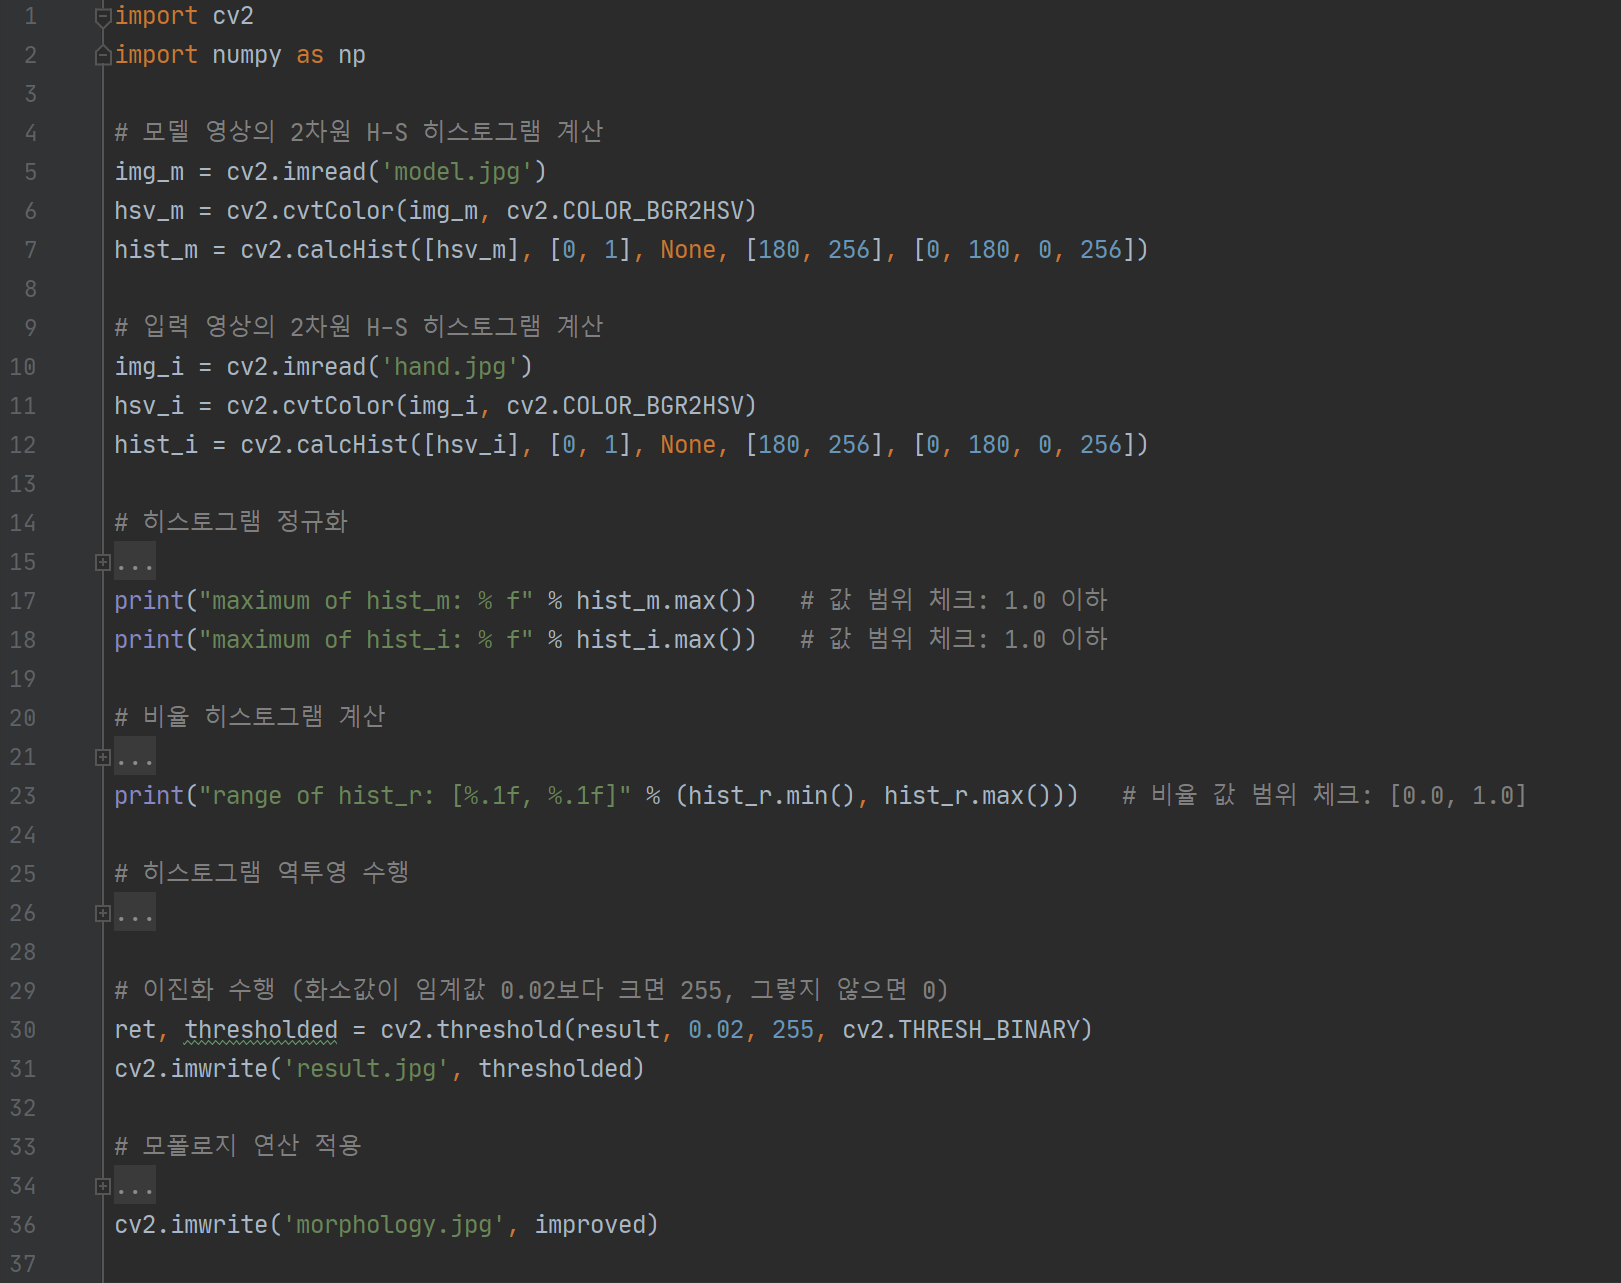 1 import cv2
2 import numpy as np
3
4 # 모델 영상의 2차원 H-S 히스토그램 계산
5 img_m = cv2.imread('model.jpg')
6 hsv_m = cv2.cvtColor(img_m, cv2.COLOR_BGR2HSV)
7 hist_m = cv2.calcHist([hsv_m], [0, 1], None, [180, 256], [0, 180, 0, 256])
8
9 # 입력 영상의 2차원 H-S 히스토그램 계산
10 img_i = cv2.imread('hand.jpg')
11 hsv_i = cv2.cvtColor(img_i, cv2.COLOR_BGR2HSV)
12 hist_i = cv2.calcHist([hsv_i], [0, 1], None, [180, 256], [0, 180, 0, 256])
13
14 # 히스토그램 정규화
15 ...
17 print("maximum of hist_m: % f" % hist_m.max())   # 값 범위 체크: 1.0 이하
18 print("maximum of hist_i: % f" % hist_i.max())   # 값 범위 체크: 1.0 이하
19
20 # 비율 히스토그램 계산
21 ...
23 print("range of hist_r: [%.1f, %.1f]" % (hist_r.min(), hist_r.max()))   # 비율 값 범위 체크: [0.0, 1.0]
24
25 # 히스토그램 역투영 수행
26 ...
28
29 # 이진화 수행 (화소값이 임계값 0.02보다 크면 255, 그렇지 않으면 0)
30 ret, thresholded = cv2.threshold(result, 0.02, 255, cv2.THRESH_BINARY)
31 cv2.imwrite('result.jpg', thresholded)
32
33 # 모폴로지 연산 적용
34 ...
36 cv2.imwrite('morphology.jpg', improved)
37